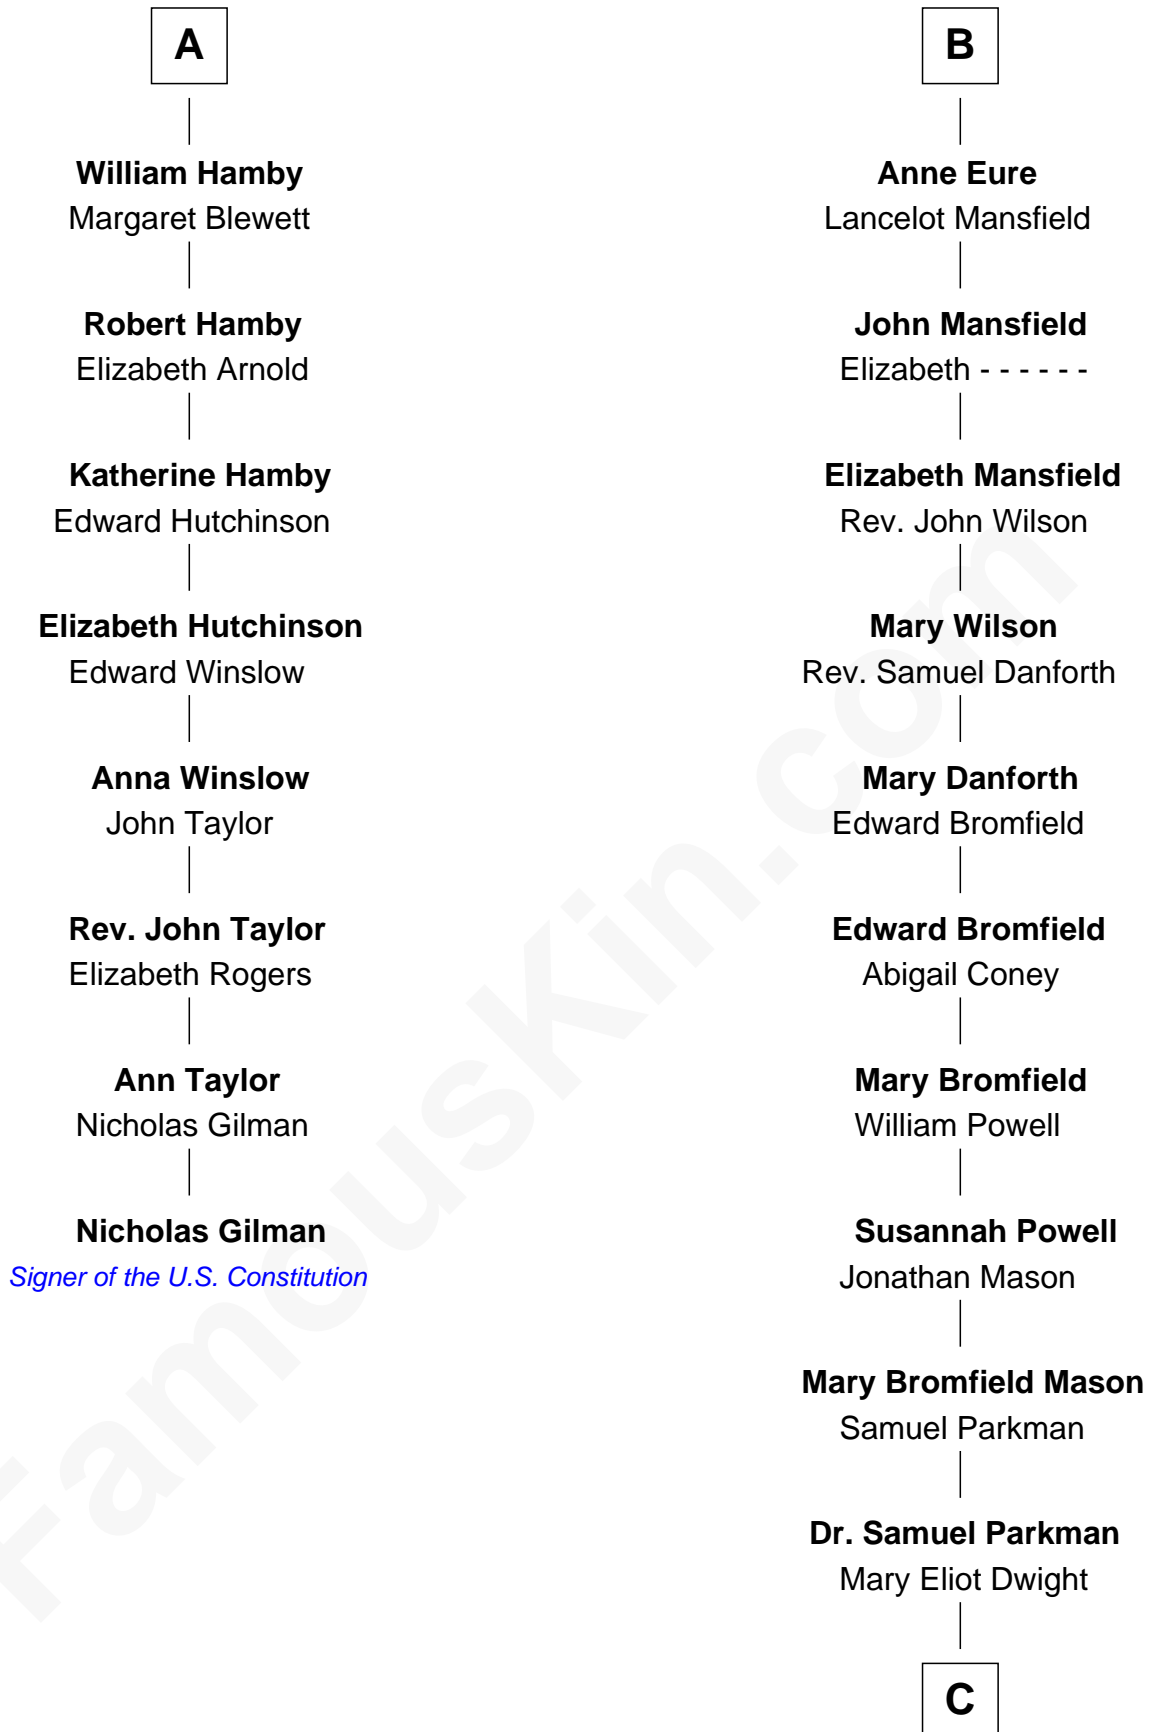 A
William Hamby
Margaret Blewett
Robert Hamby
Elizabeth Arnold
Katherine Hamby
Edward Hutchinson
Elizabeth Hutchinson
Edward Winslow
Anna Winslow
John Taylor
Rev. John Taylor
Elizabeth Rogers
Ann Taylor
Nicholas Gilman
Nicholas Gilman
Signer of the U.S. Constitution
B
Anne Eure
Lancelot Mansfield
John Mansfield
Elizabeth - - - - - -
Elizabeth Mansfield
Rev. John Wilson
Mary Wilson
Rev. Samuel Danforth
Mary Danforth
Edward Bromfield
Edward Bromfield
Abigail Coney
Mary Bromfield
William Powell
Susannah Powell
Jonathan Mason
Mary Bromfield Mason
Samuel Parkman
Dr. Samuel Parkman
Mary Eliot Dwight
C
FamousKin.com